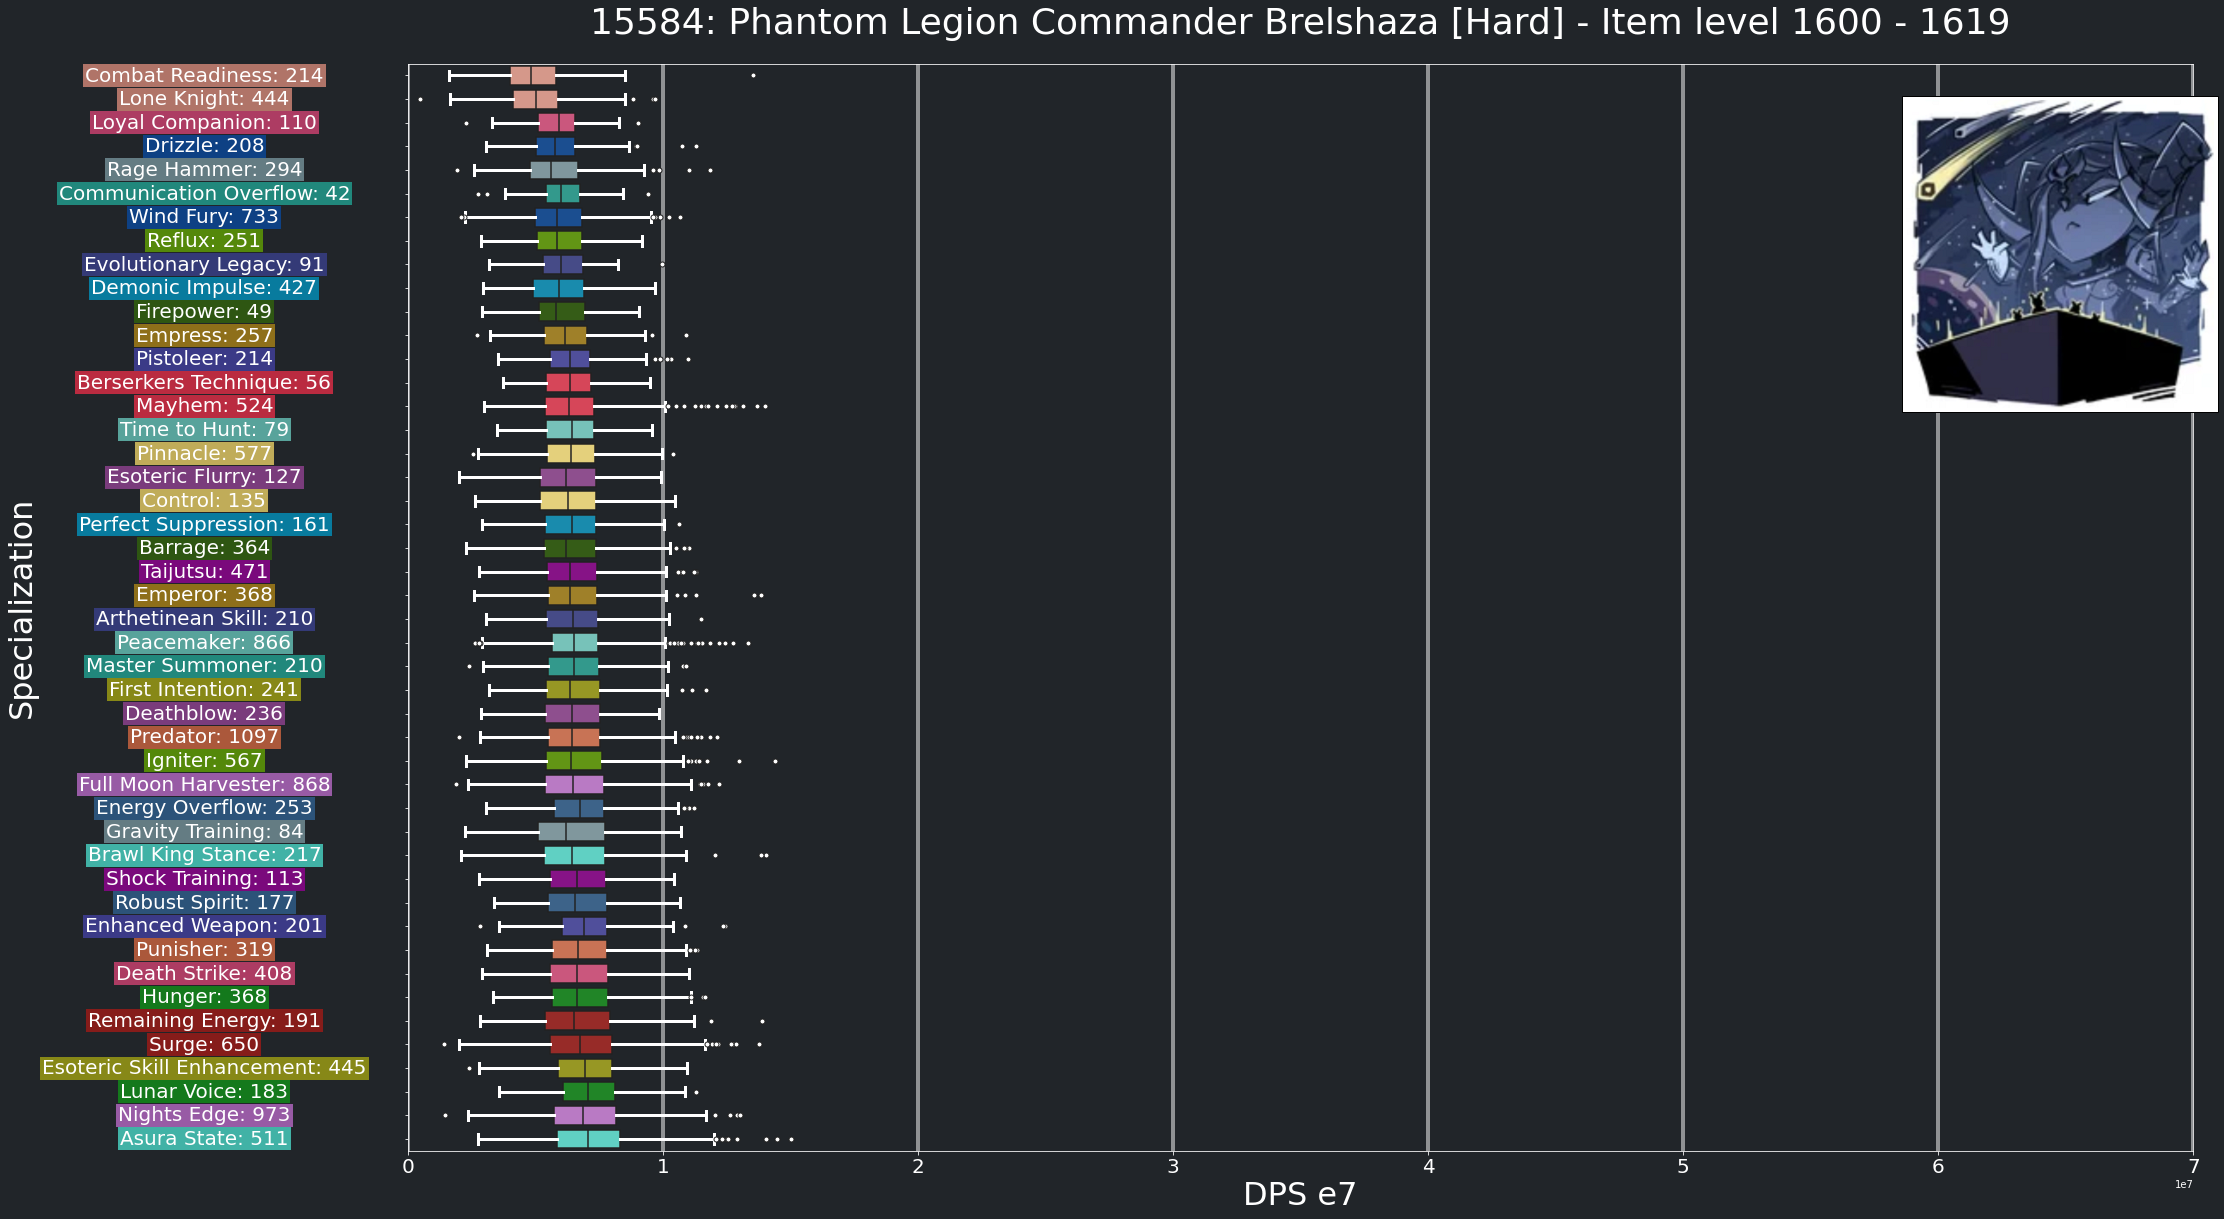 15584: Phantom Legion Commander Brelshaza [Hard] - Item level 1600 - 1619
Combat Readiness: 214
Lone Knight: 444
Loyal Companion: 110
Drizzle: 208
Rage Hammer: 294
Communication Overflow: 42
Wind Fury: 733
Reflux: 251
Evolutionary Legacy: 91
Demonic Impulse: 427
Firepower: 49
Empress: 257
Pistoleer: 214
Berserkers Technique: 56
Mayhem: 524
Time to Hunt: 79
Pinnacle: 577
Esoteric Flurry: 127
Control: 135
Perfect Suppression: 161
Barrage: 364
Taijutsu: 471
Emperor: 368
Arthetinean Skill: 210
Peacemaker: 866
Master Summoner: 210
First Intention: 241
Deathblow: 236
Predator: 1097
Igniter: 567
Full Moon Harvester: 868
Energy Overflow: 253
Gravity Training: 84
Brawl King Stance: 217
Shock Training: 113
Robust Spirit: 177
Enhanced Weapon: 201
Punisher: 319
Death Strike: 408
Hunger: 368
Remaining Energy: 191
Surge: 650
Esoteric Skill Enhancement: 445
Lunar Voice: 183
Nights Edge: 973
Asura State: 511
Specialization
0 1 2 3 4 5 6 7
1e7
DPS e7